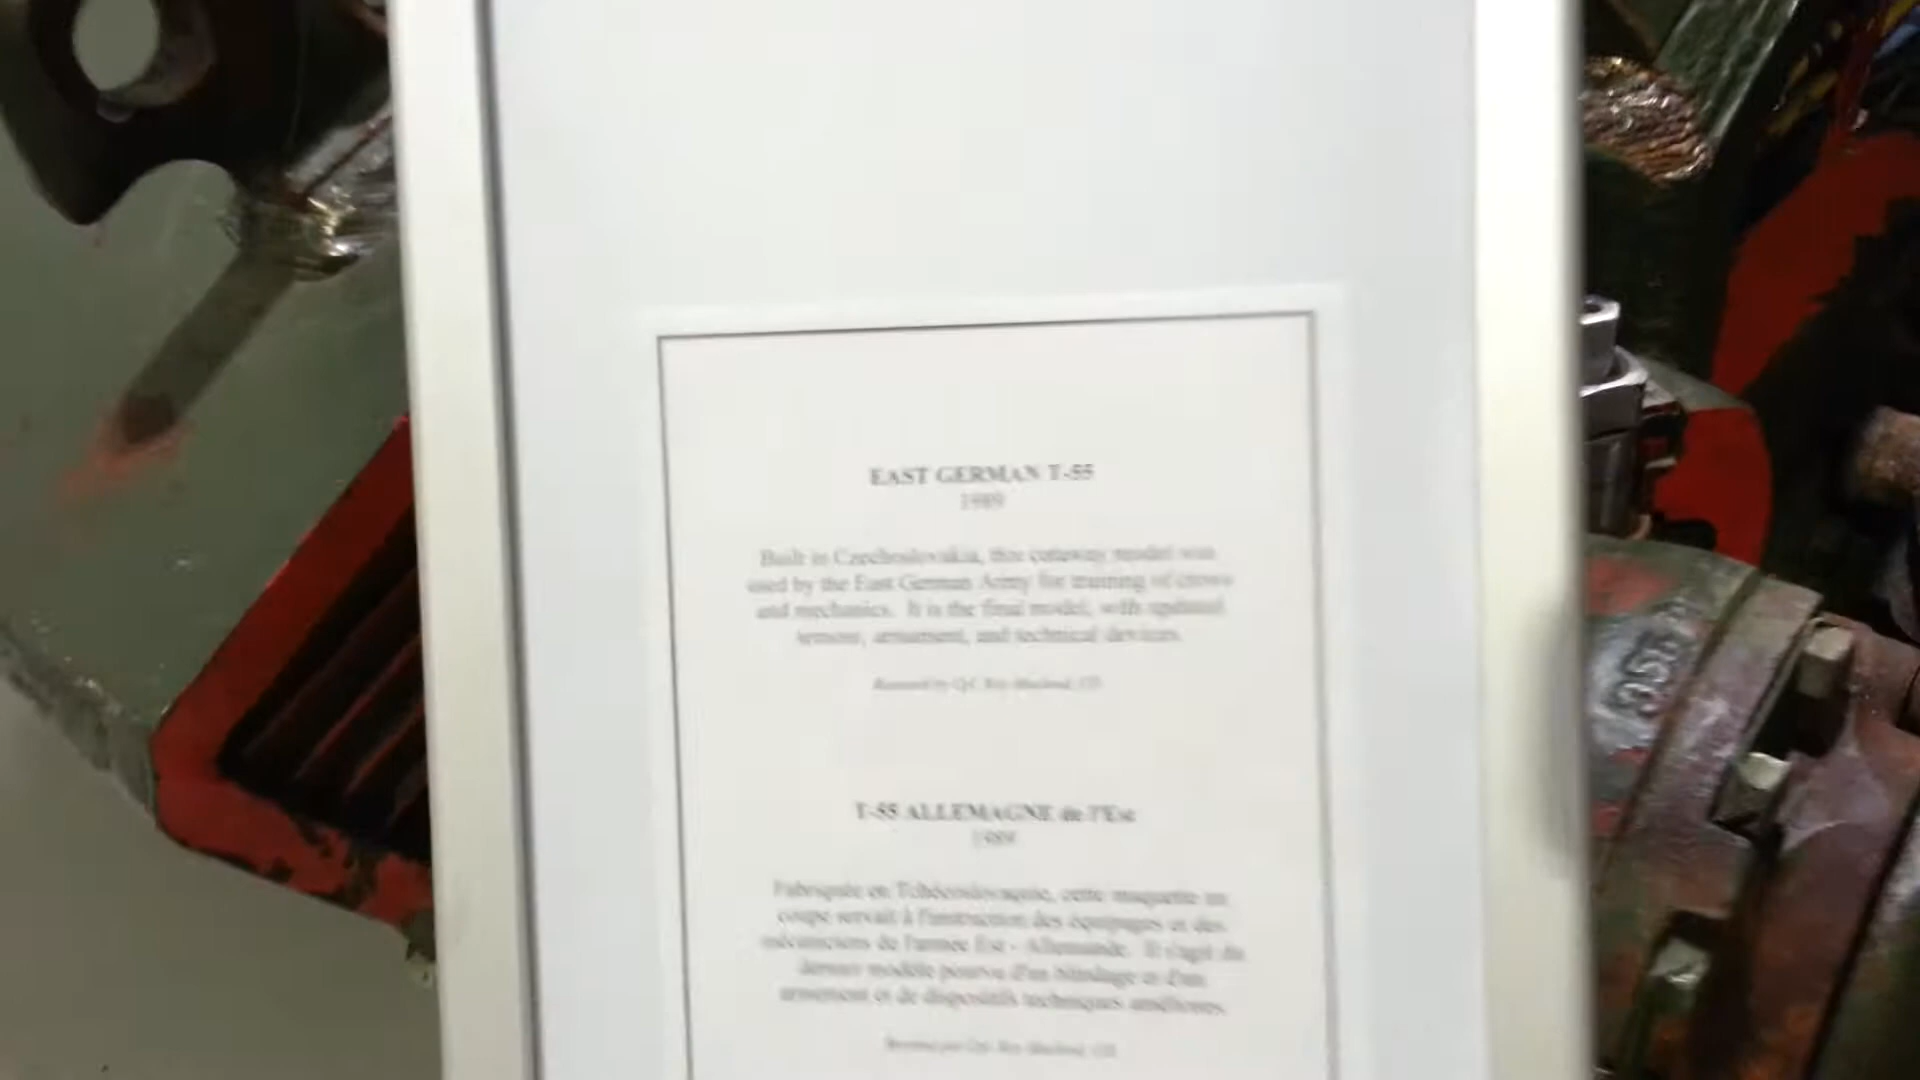 EAST GERMAN T-55
1989
Built in Czechoslovakia, this cutaway model was
used by the East German Army for training of crews
and mechanics. It is the final model, with updated
armour, armament, and technical devices.
T-55 ALLEMAGNE de l'Est
1989
Fabriquée en Tchécoslovaquie, cette maquette en
coupe servait à l'instruction des équipages et des
mécaniciens de l'armée Est - Allemande. Il s'agit du
dernier modèle pourvu d'un blindage et d'un
armement et de dispositifs techniques améliorés.